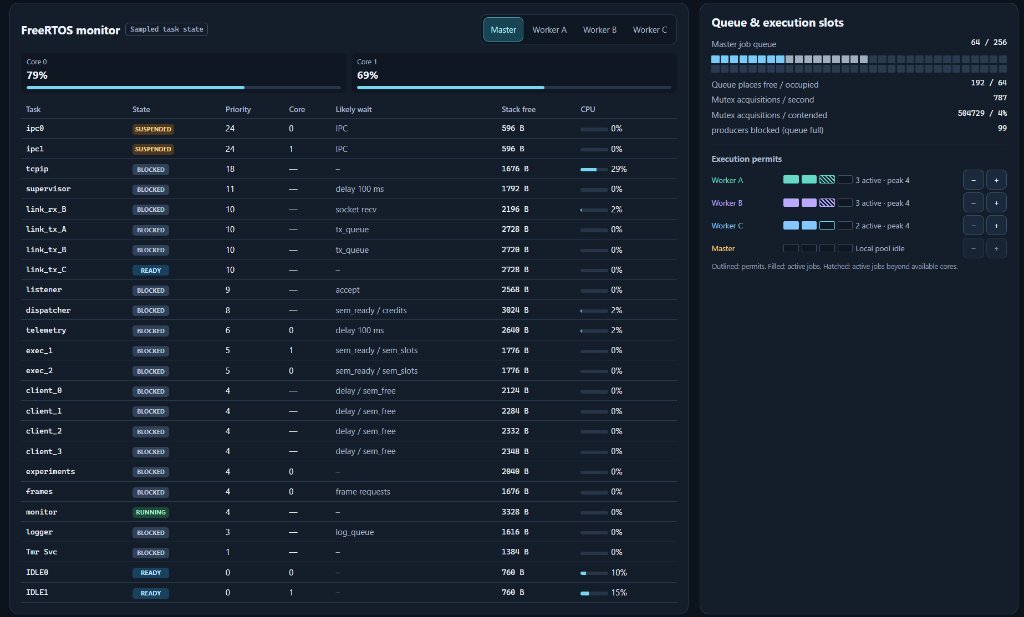 FreeRTOS monitor Sampled task state Master Worker A Worker B Worker C
Core 0 Core 1
79% 69%
Task State Priority Core Likely wait Stack free CPU
ipc0 SUSPENDED 24 0 IPC 596 B 0%
ipc1 SUSPENDED 24 1 IPC 596 B 0%
tcpip BLOCKED 18 — – 1676 B 29%
supervisor BLOCKED 11 — delay 100 ms 1792 B 0%
link_rx_B BLOCKED 10 — socket recv 2196 B 2%
link_tx_A BLOCKED 10 — tx_queue 2728 B 0%
link_tx_B BLOCKED 10 — tx_queue 2720 B 0%
link_tx_C READY 10 — – 2728 B 0%
listener BLOCKED 9 — accept 2568 B 0%
dispatcher BLOCKED 8 — sem_ready / credits 3024 B 2%
telemetry BLOCKED 6 0 delay 100 ms 2640 B 2%
exec_1 BLOCKED 5 1 sem_ready / sem_slots 1776 B 0%
exec_2 BLOCKED 5 0 sem_ready / sem_slots 1776 B 0%
client_0 BLOCKED 4 — delay / sem_free 2124 B 0%
client_1 BLOCKED 4 — delay / sem_free 2284 B 0%
client_2 BLOCKED 4 — delay / sem_free 2332 B 0%
client_3 BLOCKED 4 — delay / sem_free 2348 B 0%
experiments BLOCKED 4 0 – 2040 B 0%
frames BLOCKED 4 0 frame requests 1676 B 0%
monitor RUNNING 4 — – 3328 B 0%
logger BLOCKED 3 — log_queue 1616 B 0%
Tmr Svc BLOCKED 1 — – 1384 B 0%
IDLE0 READY 0 0 – 760 B 10%
IDLE1 READY 0 1 – 760 B 15%
Queue & execution slots
Master job queue 64 / 256
Queue places free / occupied 192 / 64
Mutex acquisitions / second 787
Mutex acquisitions / contended 504729 / 4%
producers blocked (queue full) 99
Execution permits
Worker A 3 active · peak 4 − +
Worker B 3 active · peak 4 − +
Worker C 2 active · peak 4 − +
Master Local pool idle − +
Outlined: permits. Filled: active jobs. Hatched: active jobs beyond available cores.